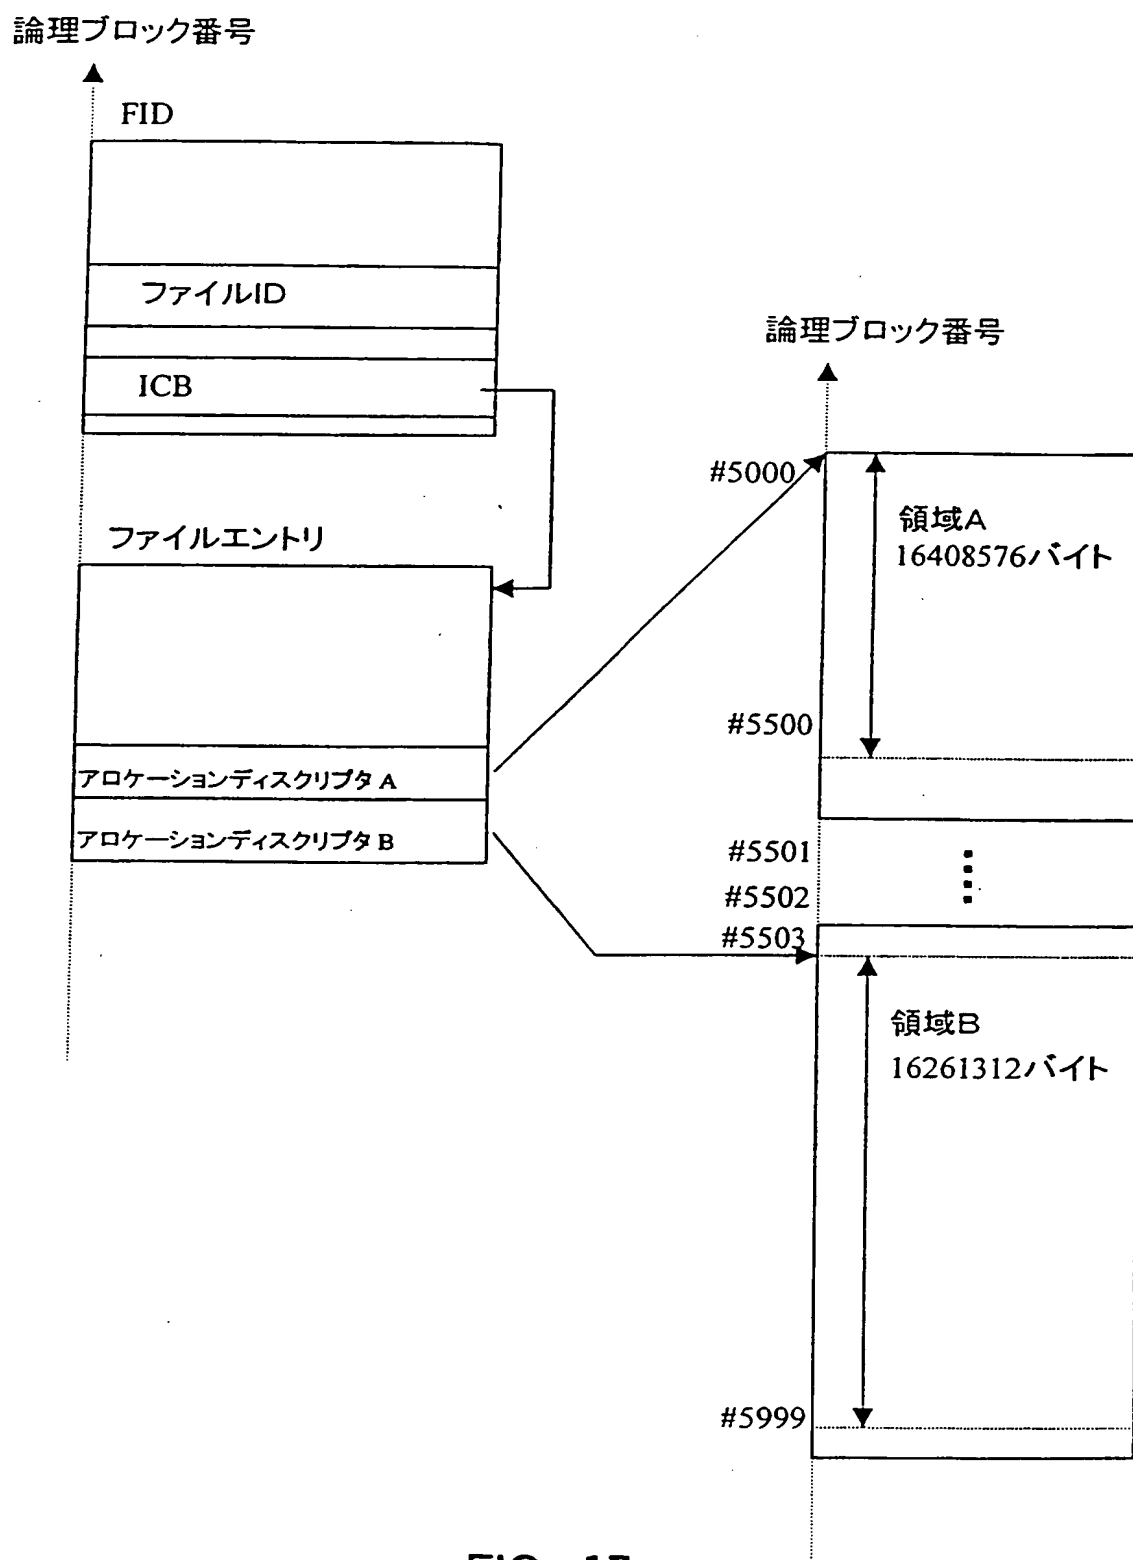 論理ブロック番号
FID
ファイルID
ICB
ファイルエントリ
アロケーションディスクリプタ A
アロケーションディスクリプタ B
論理ブロック番号
#5000
領域A
16408576バイト
#5500
#5501
#5502
#5503
領域B
16261312バイト
#5999